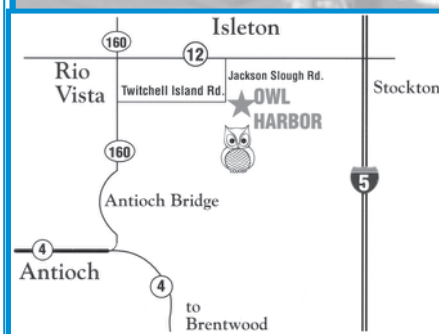 Isleton
160
12
Rio
Vista
Jackson Slough Rd.
Twitchell Island Rd.
Stockton
OWL
HARBOR
160
5
Antioch Bridge
4
Antioch
4
to
Brentwood